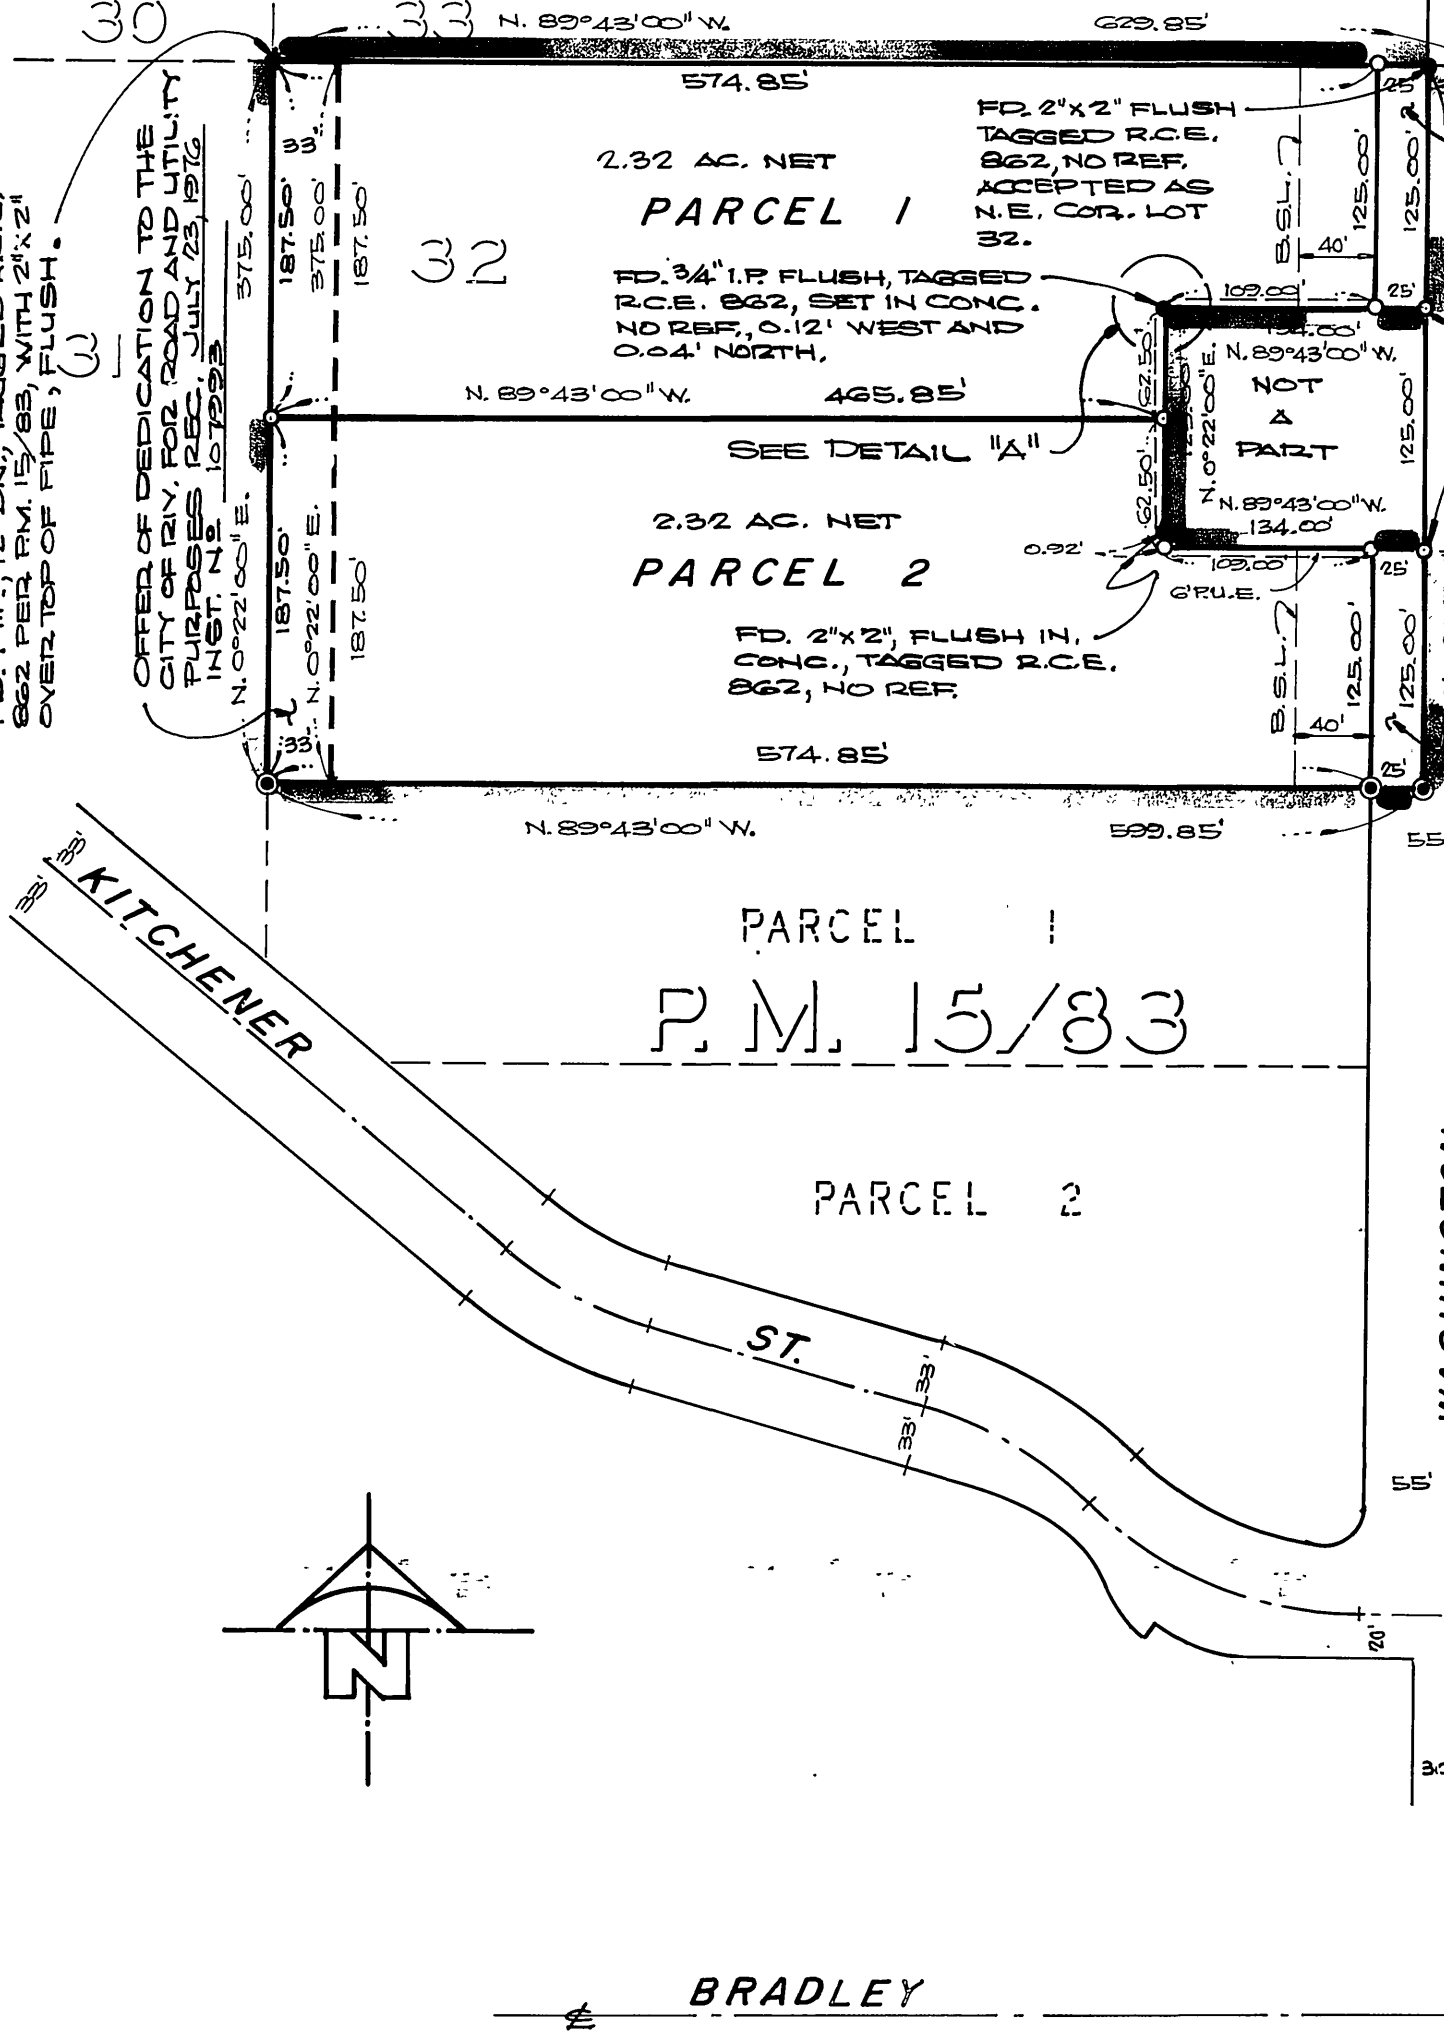 30
33
N. 89°43'00" W.
629.85'
574.85'
25'
33'
FD. 2"x2" FLUSH
TAGGED R.C.E.
862, NO REF.
ACCEPTED AS
N.E. COR. LOT
32.
2.32 AC. NET
PARCEL 1
32
31
862 PER P.M. 15/83, WITH 2"x2"
OVER TOP OF PIPE, FLUSH.
OFFER OF DEDICATION TO THE
CITY OF RIV. FOR ROAD AND UTILITY
PURPOSES REC. JULY 23, 1976
INST. Nº 107993
375.00'
187.50'
375.00'
187.50'
B.S.L.
125.00'
125.00'
40'
FD. 3/4" I.P. FLUSH, TAGGED
R.C.E. 862, SET IN CONC.
NO REF., 0.12' WEST AND
0.04' NORTH.
109.00'
25'
134.00'
N. 89°43'00" W.
NOT
A
PART
62.50'
125.00'
N. 0°22'00" E.
125.00'
N. 89°43'00" W.
465.85'
SEE DETAIL "A"
62.50'
N. 89°43'00" W.
134.00'
2.32 AC. NET
PARCEL 2
0.92'
109.00'
25'
6' P.U.E.
N. 0°22'00" E.
187.50'
N. 0°22'00" E.
187.50'
FD. 2"x2", FLUSH IN.
CONC., TAGGED R.C.E.
862, NO REF.
B.S.L.
125.00'
125.00'
40'
33'
574.85'
25'
N. 89°43'00" W.
599.85'
55
33'
33'
KITCHENER
PARCEL 1
P.M. 15/83
PARCEL 2
ST.
33'
33'
55'
20'
N
BRADLEY